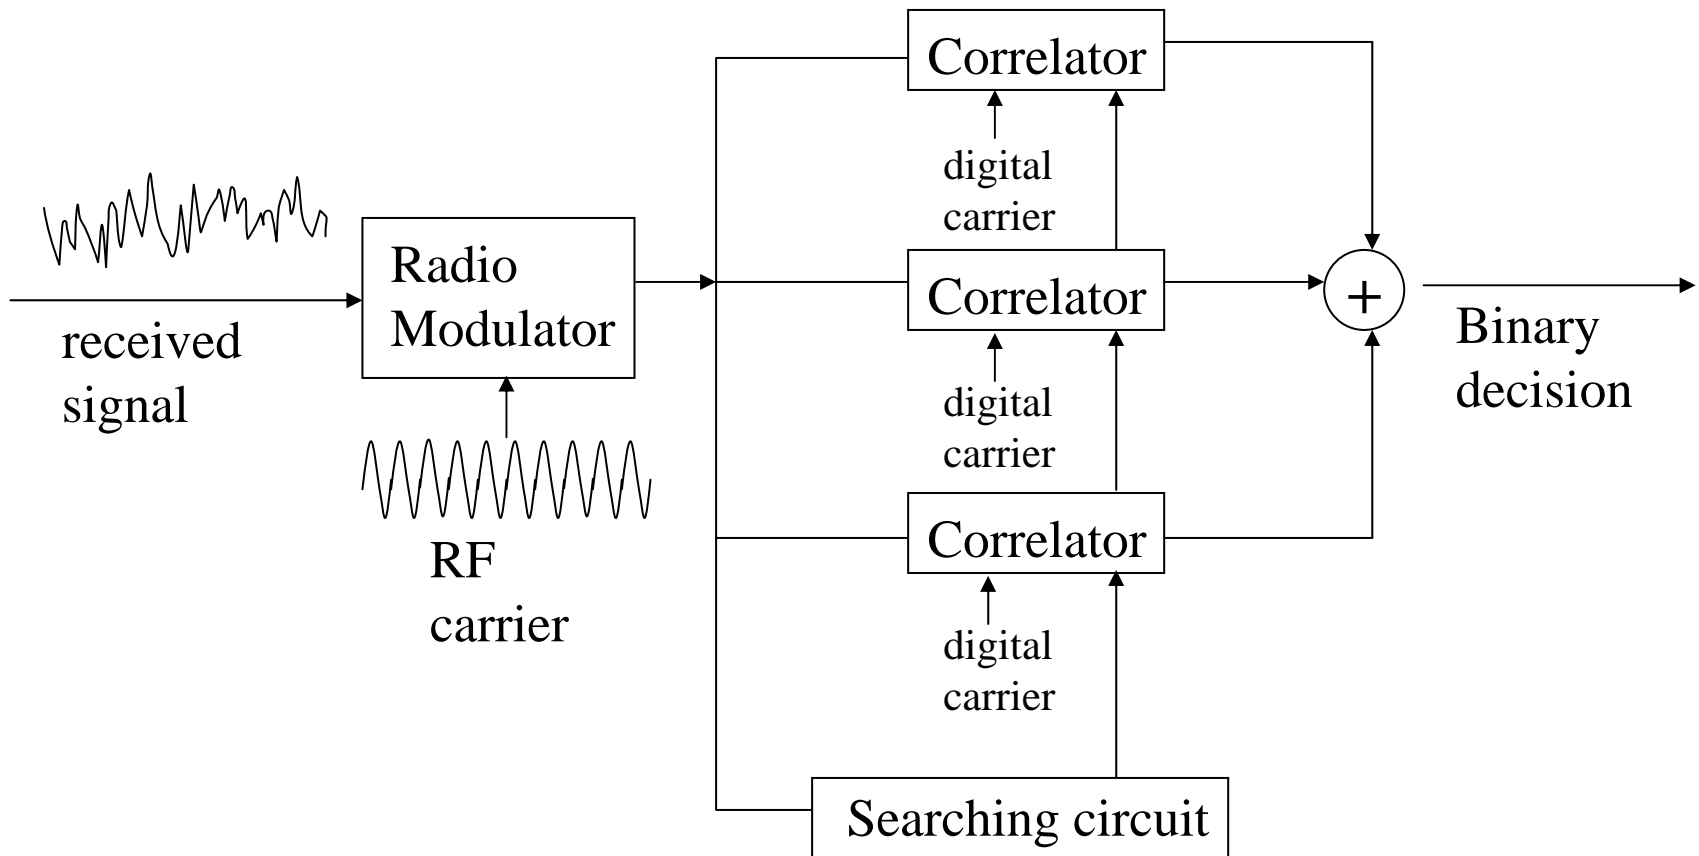 Correlator
digital
carrier
Radio
Modulator
received
signal
Correlator
+
Binary
decision
digital
carrier
RF
carrier
Correlator
digital
carrier
Searching circuit